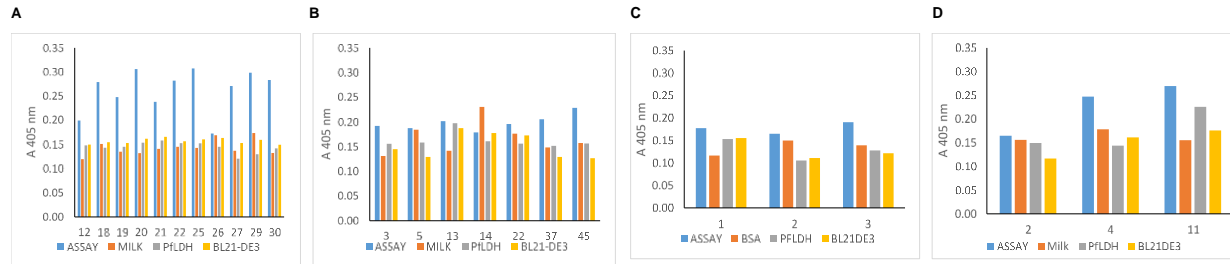 A
0.35
0.30
0.25
0.20
0.15
0.10
0.05
0.00
A 405 nm
12 18 19 20 21 22 25 26 27 29 30
ASSAY MILK PfLDH BL21-DE3
B
0.35
0.30
0.25
0.20
0.15
0.10
0.05
0.00
A 405 nm
3 5 13 14 22 37 45
ASSAY MILK PfLDH BL21-DE3
C
0.35
0.30
0.25
0.20
0.15
0.10
0.05
0.00
A 405 nm
1 2 3
ASSAY BSA PFLDH BL21DE3
D
0.35
0.30
0.25
0.20
0.15
0.10
0.05
0.00
A 405 nm
2 4 11
ASSAY Milk PfLDH BL21DE3